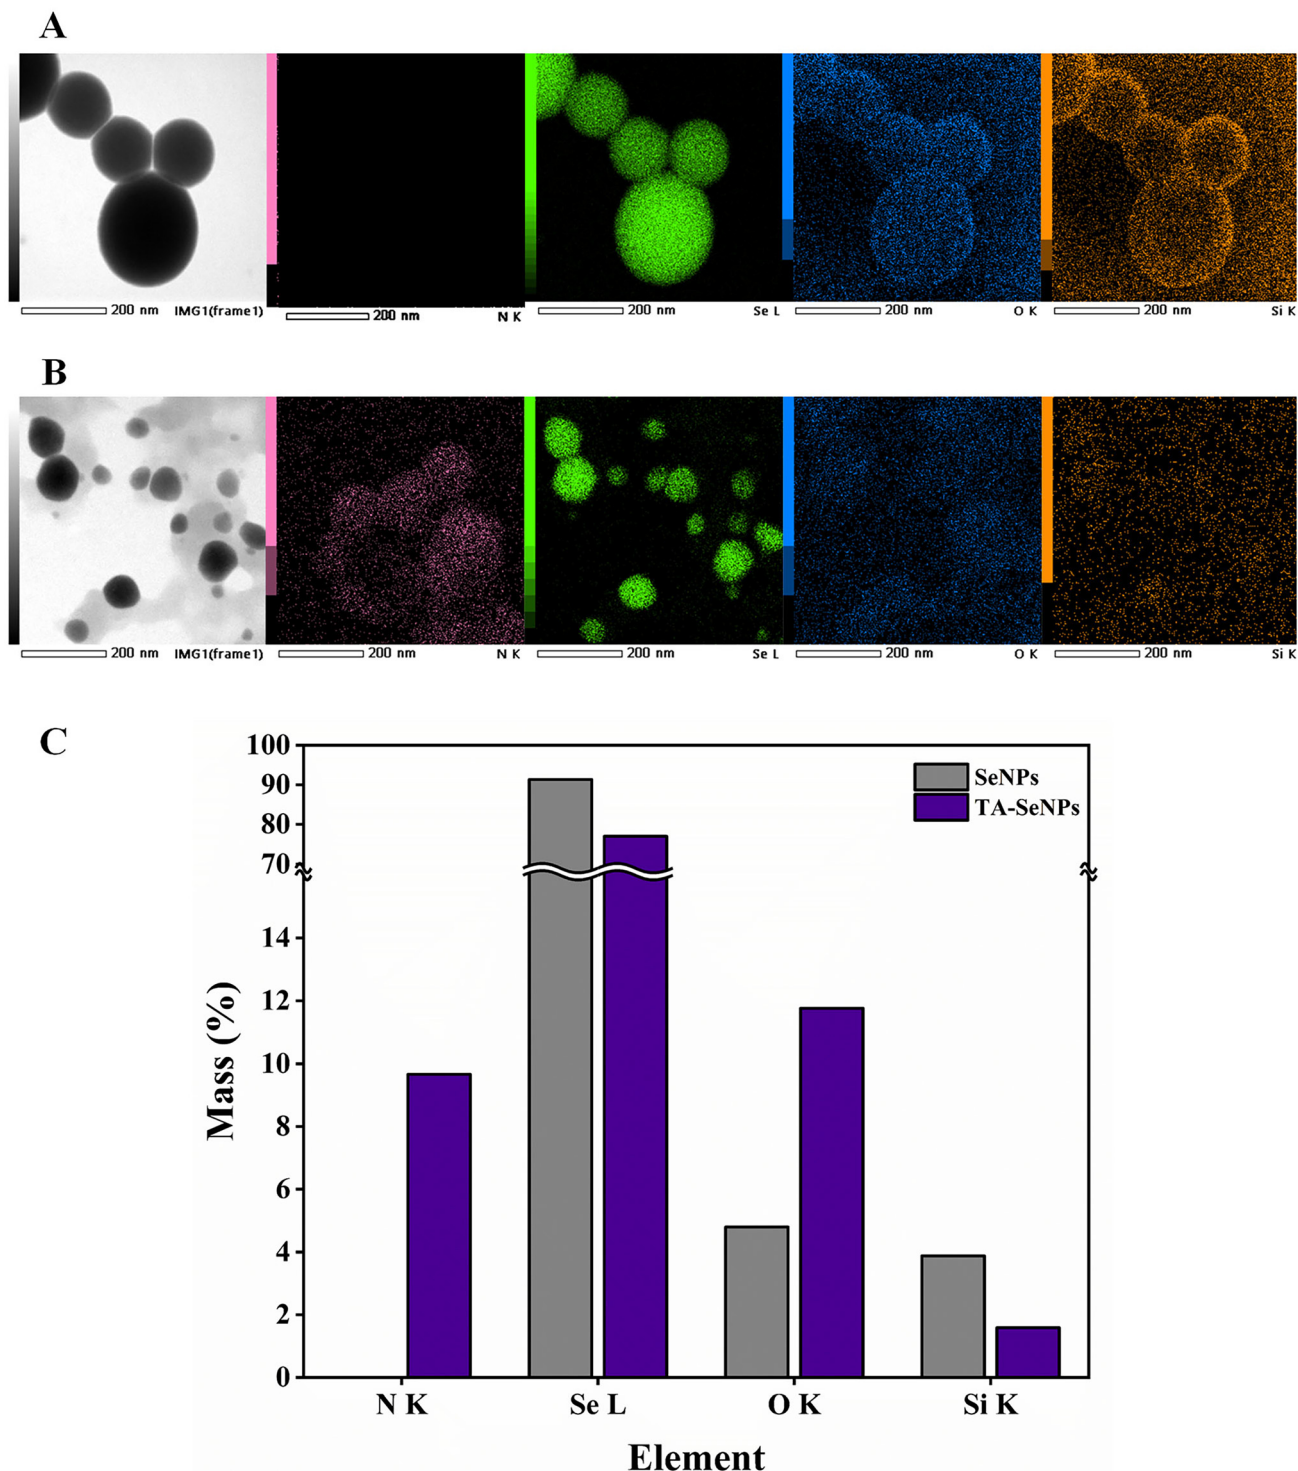 A
200 nm IMG1(frame1) 200 nm N K 200 nm Se L 200 nm O K 200 nm Si K
B
200 nm IMG1(frame1) 200 nm N K 200 nm Se L 200 nm O K 200 nm Si K
C
100
90
80
70
14
12
10
8
6
4
2
0
Mass (%)
SeNPs
TA-SeNPs
N K Se L O K Si K
Element